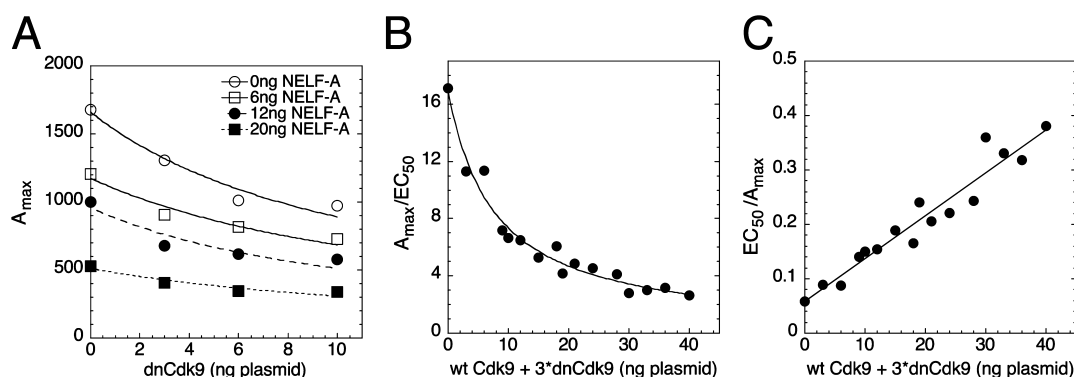 A
B
C
2000
1500
1000
500
0
A_max
0ng NELF-A
6ng NELF-A
12ng NELF-A
20ng NELF-A
0 2 4 6 8 10
dnCdk9 (ng plasmid)
16
12
8
4
0
A_max/EC_50
0 10 20 30 40
wt Cdk9 + 3*dnCdk9 (ng plasmid)
0.5
0.4
0.3
0.2
0.1
0
EC_50/A_max
0 10 20 30 40
wt Cdk9 + 3*dnCdk9 (ng plasmid)